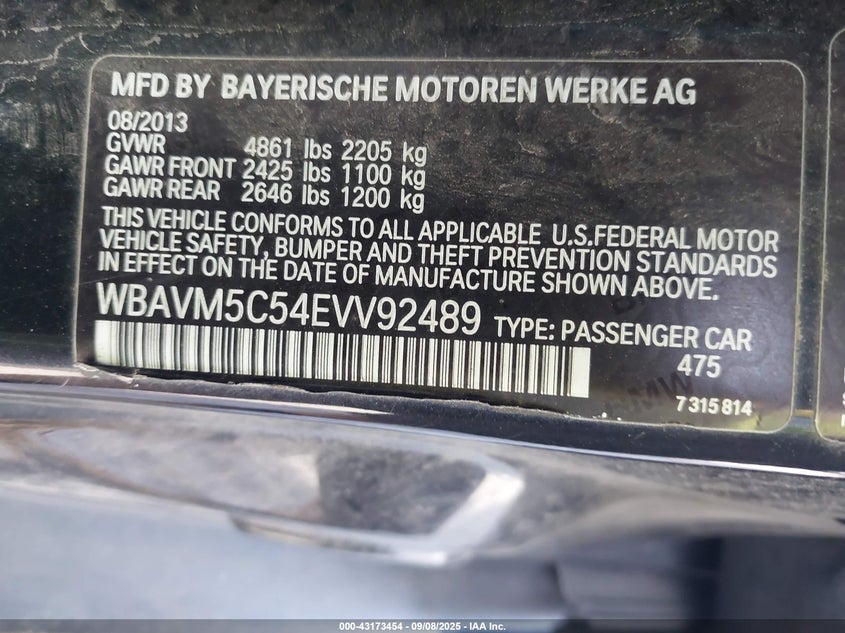 MFD BY BAYERISCHE MOTOREN WERKE AG
08/2013
GVWR 4861 lbs 2205 kg
GAWR FRONT 2425 lbs 1100 kg
GAWR REAR 2646 lbs 1200 kg
THIS VEHICLE CONFORMS TO ALL APPLICABLE U.S.FEDERAL MOTOR
VEHICLE SAFETY, BUMPER AND THEFT PREVENTION STANDARDS
IN EFFECT ON THE DATE OF MANUFACTURE SHOWN ABOVE.
WBAVM5C54EVV92489 TYPE: PASSENGER CAR
475
7315814
BMW
000-43173454 - 09/08/2025 - IAA Inc.